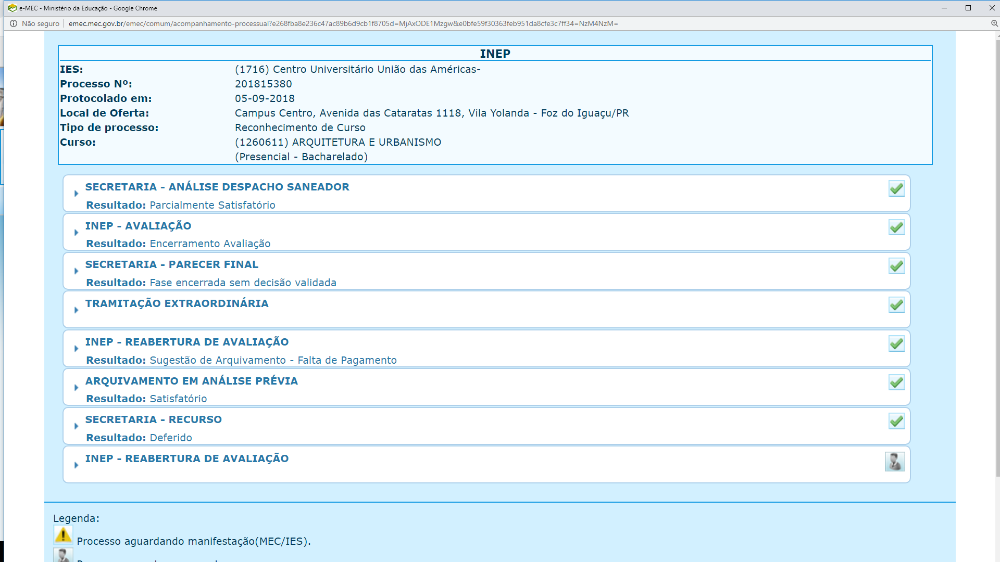 e-MEC - Ministério da Educação - Google Chrome
Não seguro | emec.mec.gov.br/emec/comum/acompanhamento-processual?e268fba8e236c47ac89b6d9cb1f8705d=MjAxODE1Mzgw&e0bfe59f30363feb951da8cfe3c7ff34=NzM4NzM=
INEP
IES: (1716) Centro Universitário União das Américas-
Processo Nº: 201815380
Protocolado em: 05-09-2018
Local de Oferta: Campus Centro, Avenida das Cataratas 1118, Vila Yolanda - Foz do Iguaçu/PR
Tipo de processo: Reconhecimento de Curso
Curso: (1260611) ARQUITETURA E URBANISMO
(Presencial - Bacharelado)
SECRETARIA - ANÁLISE DESPACHO SANEADOR
Resultado: Parcialmente Satisfatório
INEP - AVALIAÇÃO
Resultado: Encerramento Avaliação
SECRETARIA - PARECER FINAL
Resultado: Fase encerrada sem decisão validada
TRAMITAÇÃO EXTRAORDINÁRIA
INEP - REABERTURA DE AVALIAÇÃO
Resultado: Sugestão de Arquivamento - Falta de Pagamento
ARQUIVAMENTO EM ANÁLISE PRÉVIA
Resultado: Satisfatório
SECRETARIA - RECURSO
Resultado: Deferido
INEP - REABERTURA DE AVALIAÇÃO
Legenda:
Processo aguardando manifestação(MEC/IES).